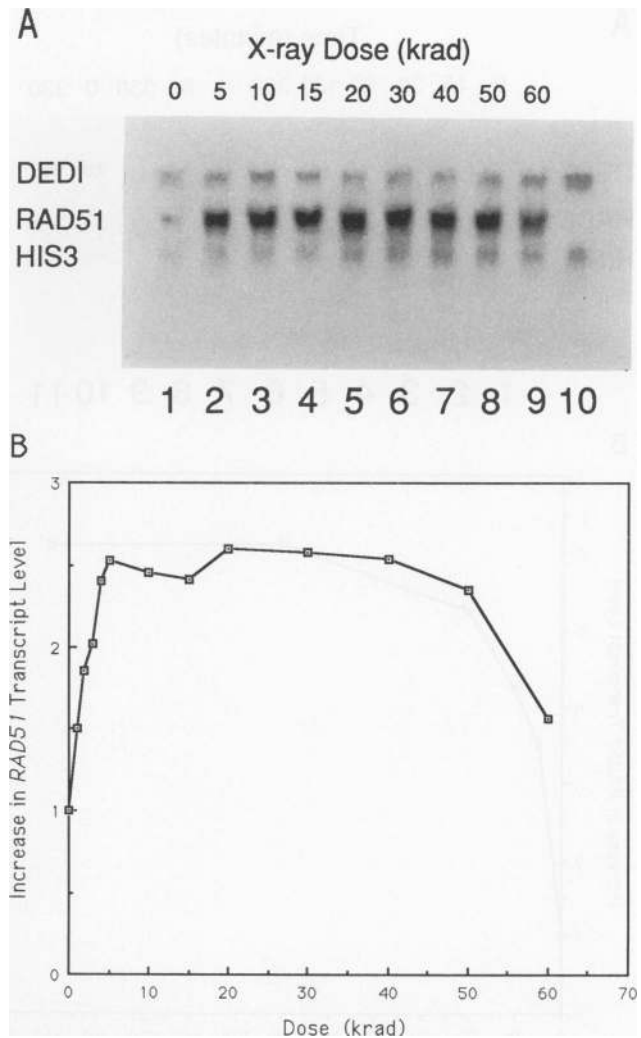 A
X-ray Dose (krad)
0 5 10 15 20 30 40 50 60
DEDI
RAD51
HIS3
1 2 3 4 5 6 7 8 9 10
B
3
2
1
0
Increase in RAD51 Transcript Level
0 10 20 30 40 50 60 70
Dose (krad)